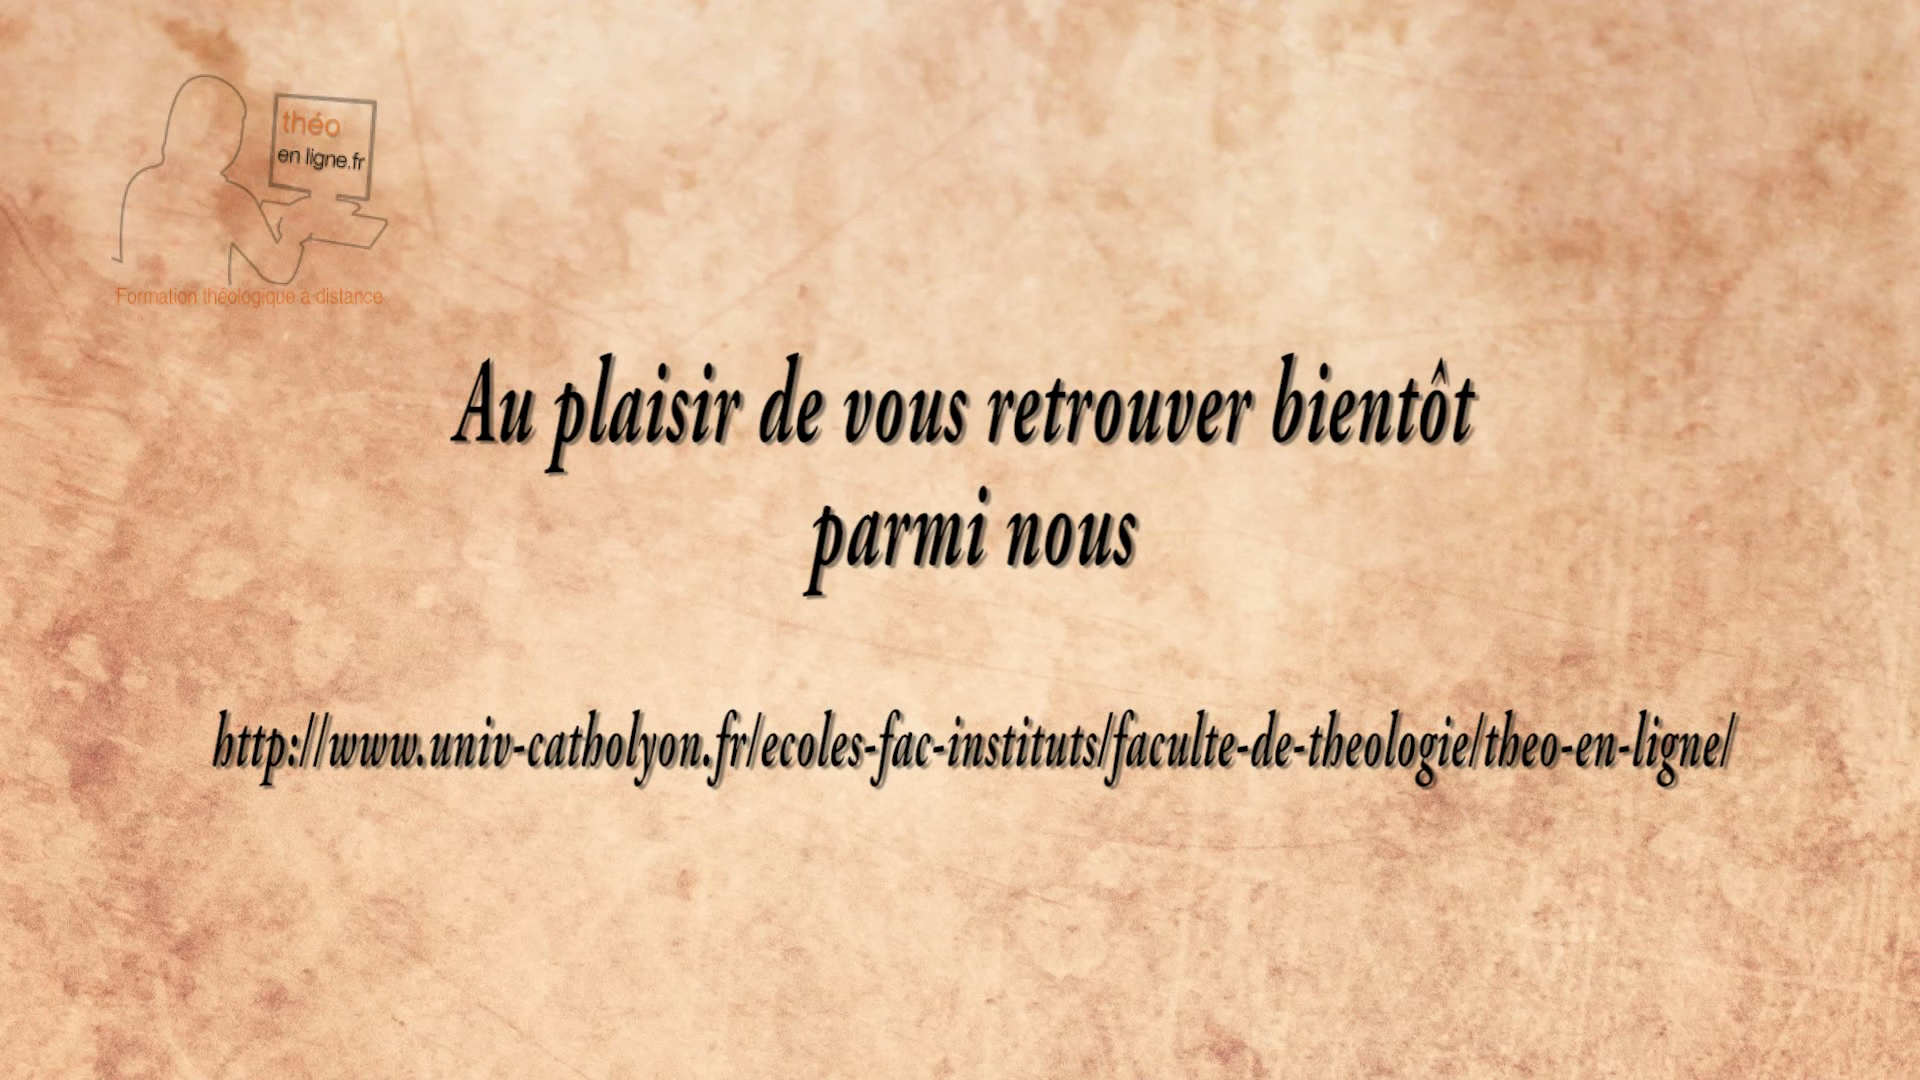 théo
en ligne.fr
Formation théologique à distance
Au plaisir de vous retrouver bientôt
parmi nous
http://www.univ-catholyon.fr/ecoles-fac-instituts/faculte-de-theologie/theo-en-ligne/